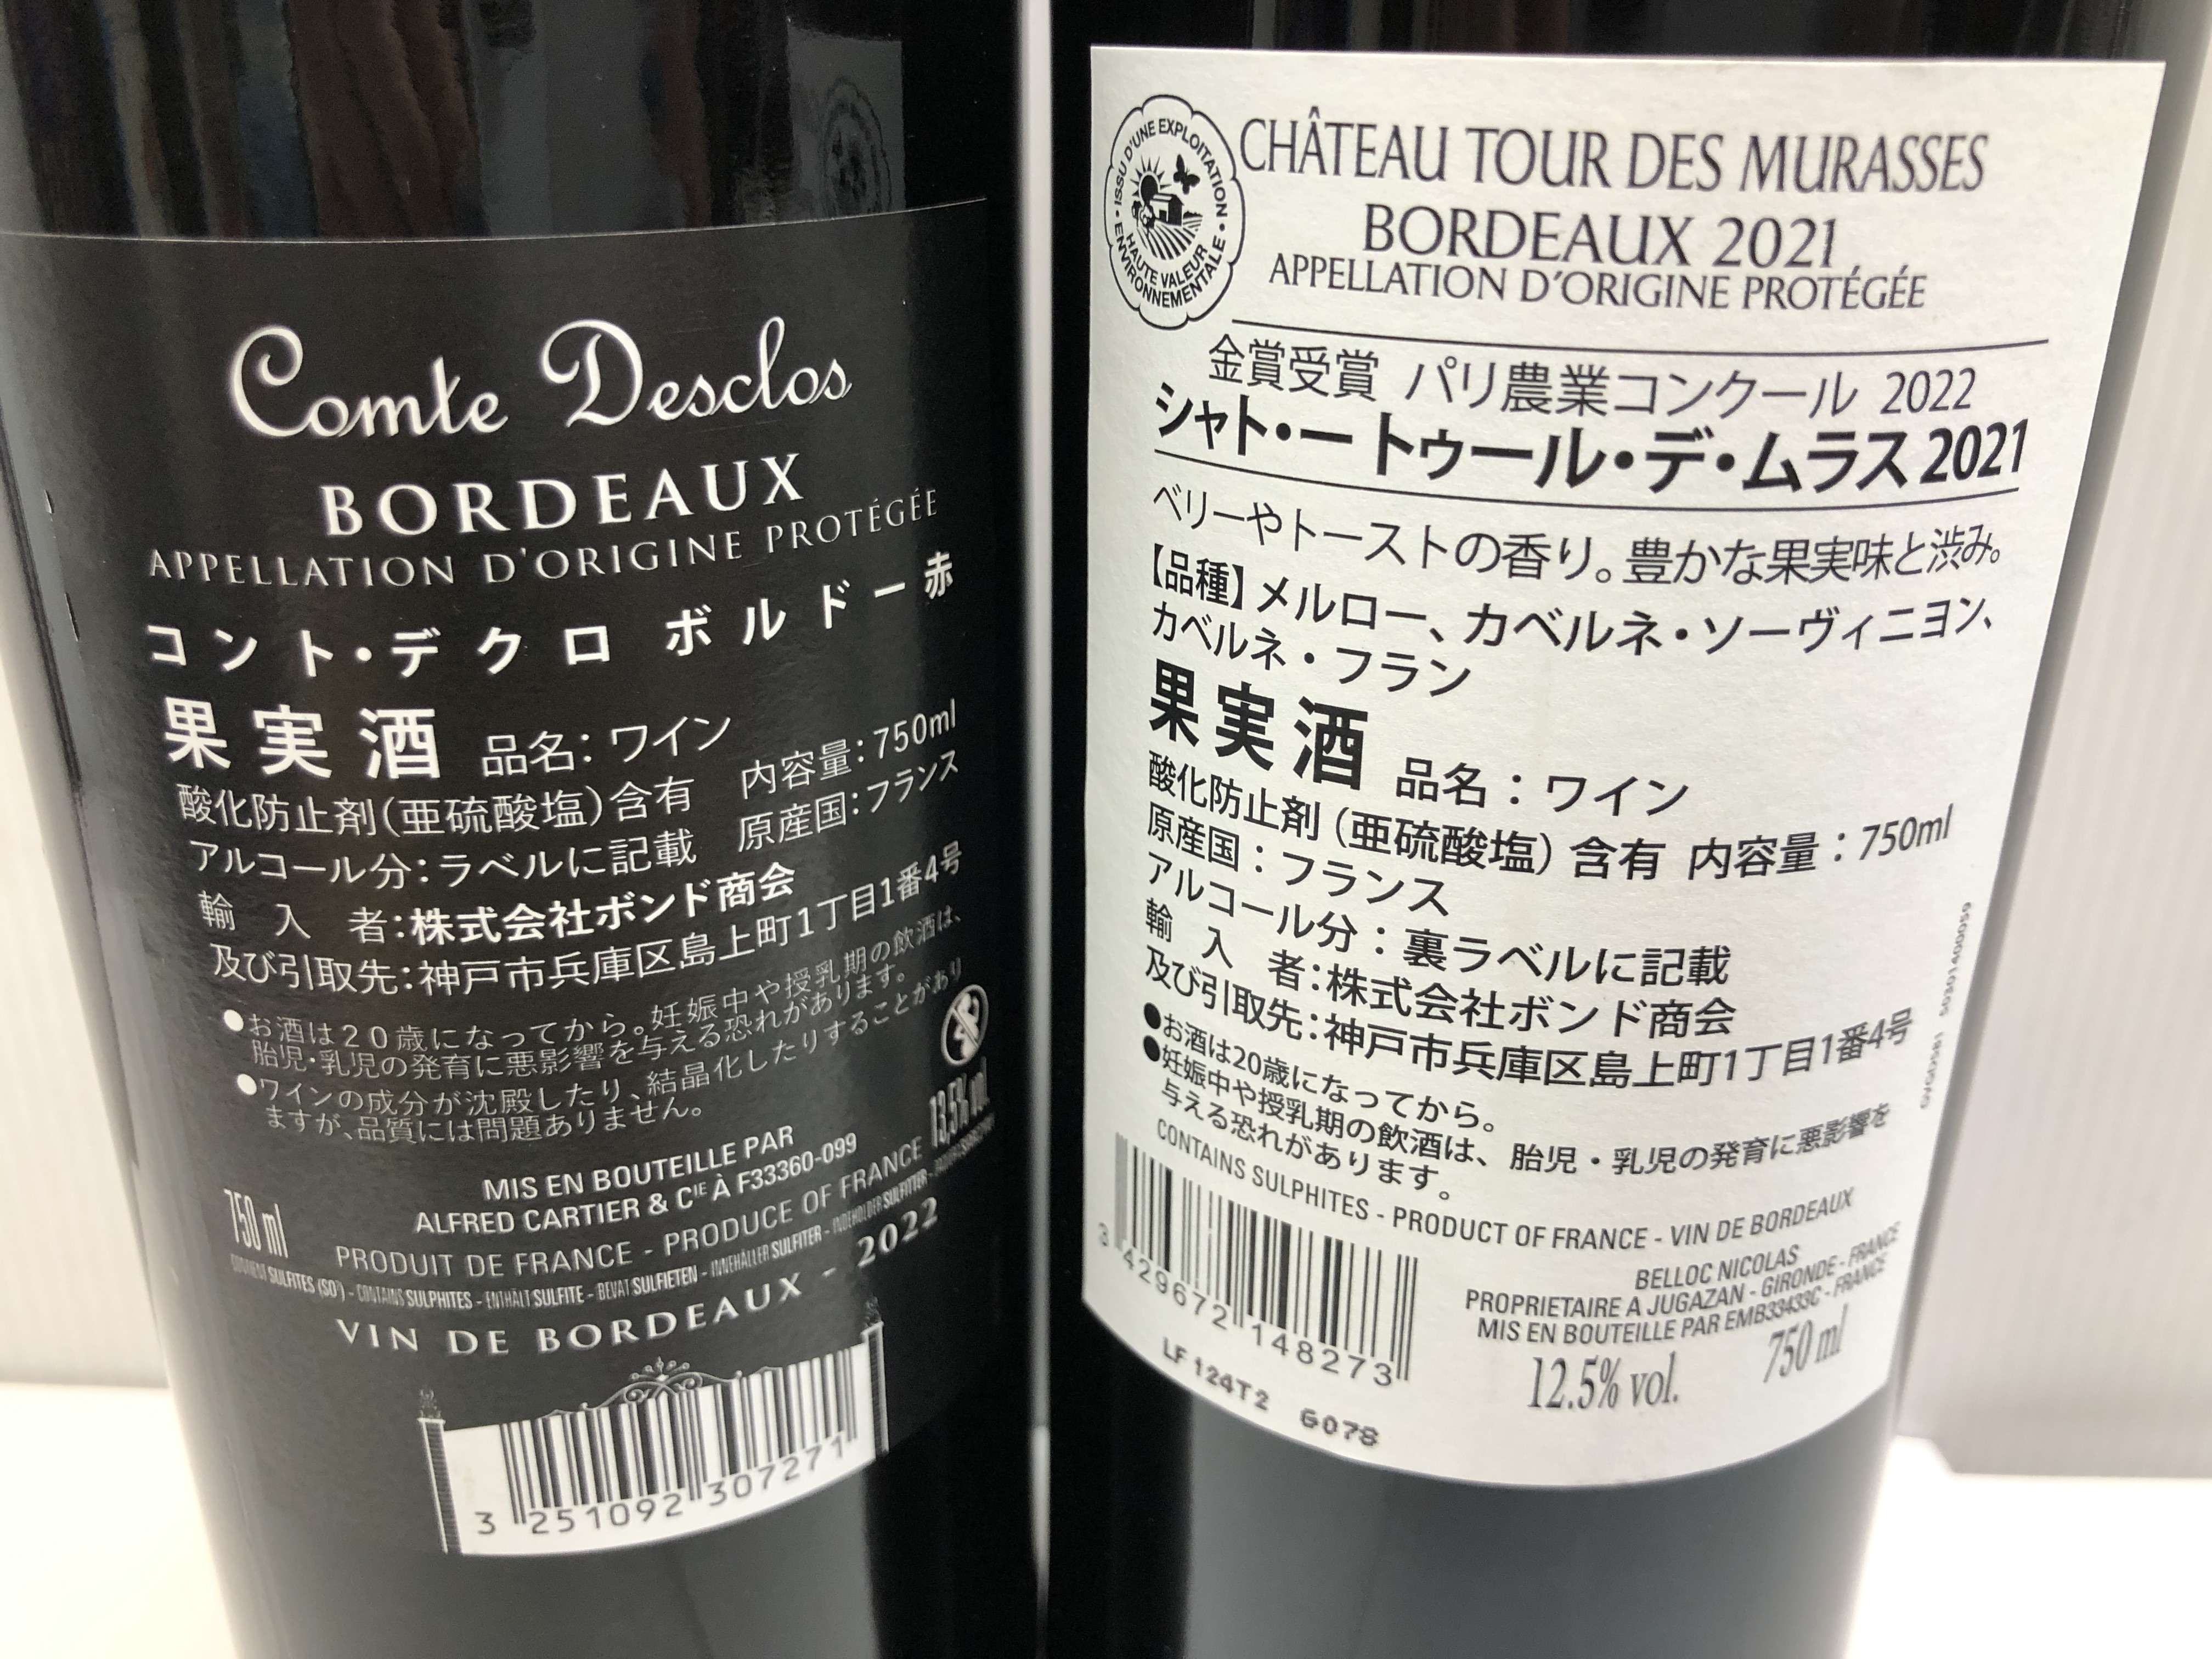 Comte Desclos
BORDEAUX
APPELLATION D'ORIGINE PROTÉGÉE
コント・デクロ ボルドー赤
果実酒 品名：ワイン
酸化防止剤（亜硫酸塩）含有 内容量：750ml
アルコール分：ラベルに記載 原産国：フランス
輸入者：株式会社ボンド商会
及び引取先：神戸市兵庫区島上町1丁目1番4号
●お酒は20歳になってから。妊娠中や授乳期の飲酒は、
胎児・乳児の発育に悪影響を与える恐れがあります。
●ワインの成分が沈殿したり、結晶化したりすることがあり
ますが、品質には問題ありません。
13,5% vol.
MIS EN BOUTEILLE PAR
ALFRED CARTIER & CIE À F33360-099
750 ml
PRODUIT DE FRANCE - PRODUCE OF FRANCE
SULFITES - CONTAINS SULPHITES - ENTHÄLT SULFITE - BEVAT SULFIETEN - INNEHÅLLER SULFITER - INDEHOLDER SULFITTER
VIN DE BORDEAUX - 2022
3 251092 307271
ISSU D'UNE EXPLOITATION
HAUTE VALEUR
ENVIRONNEMENTALE
CHÂTEAU TOUR DES MURASSES
BORDEAUX 2021
APPELLATION D'ORIGINE PROTÉGÉE
金賞受賞 パリ農業コンクール 2022
シャト・ー トゥール・デ・ムラス 2021
ベリーやトーストの香り。豊かな果実味と渋み。
【品種】メルロー、カベルネ・ソーヴィニヨン、
カベルネ・フラン
果実酒 品名：ワイン
酸化防止剤（亜硫酸塩）含有 内容量：750ml
原産国：フランス
アルコール分：裏ラベルに記載
輸入者：株式会社ボンド商会
及び引取先：神戸市兵庫区島上町1丁目1番4号
●お酒は20歳になってから。
●妊娠中や授乳期の飲酒は、胎児・乳児の発育に悪影響を
与える恐れがあります。
CONTAINS SULPHITES - PRODUCT OF FRANCE - VIN DE BORDEAUX
BELLOC NICOLAS
PROPRIETAIRE A JUGAZAN - GIRONDE - FRANCE
MIS EN BOUTEILLE PAR EMB33433C - FRANCE
12.5% vol. 750 ml
3 429672 148273
LF 124T2 G078